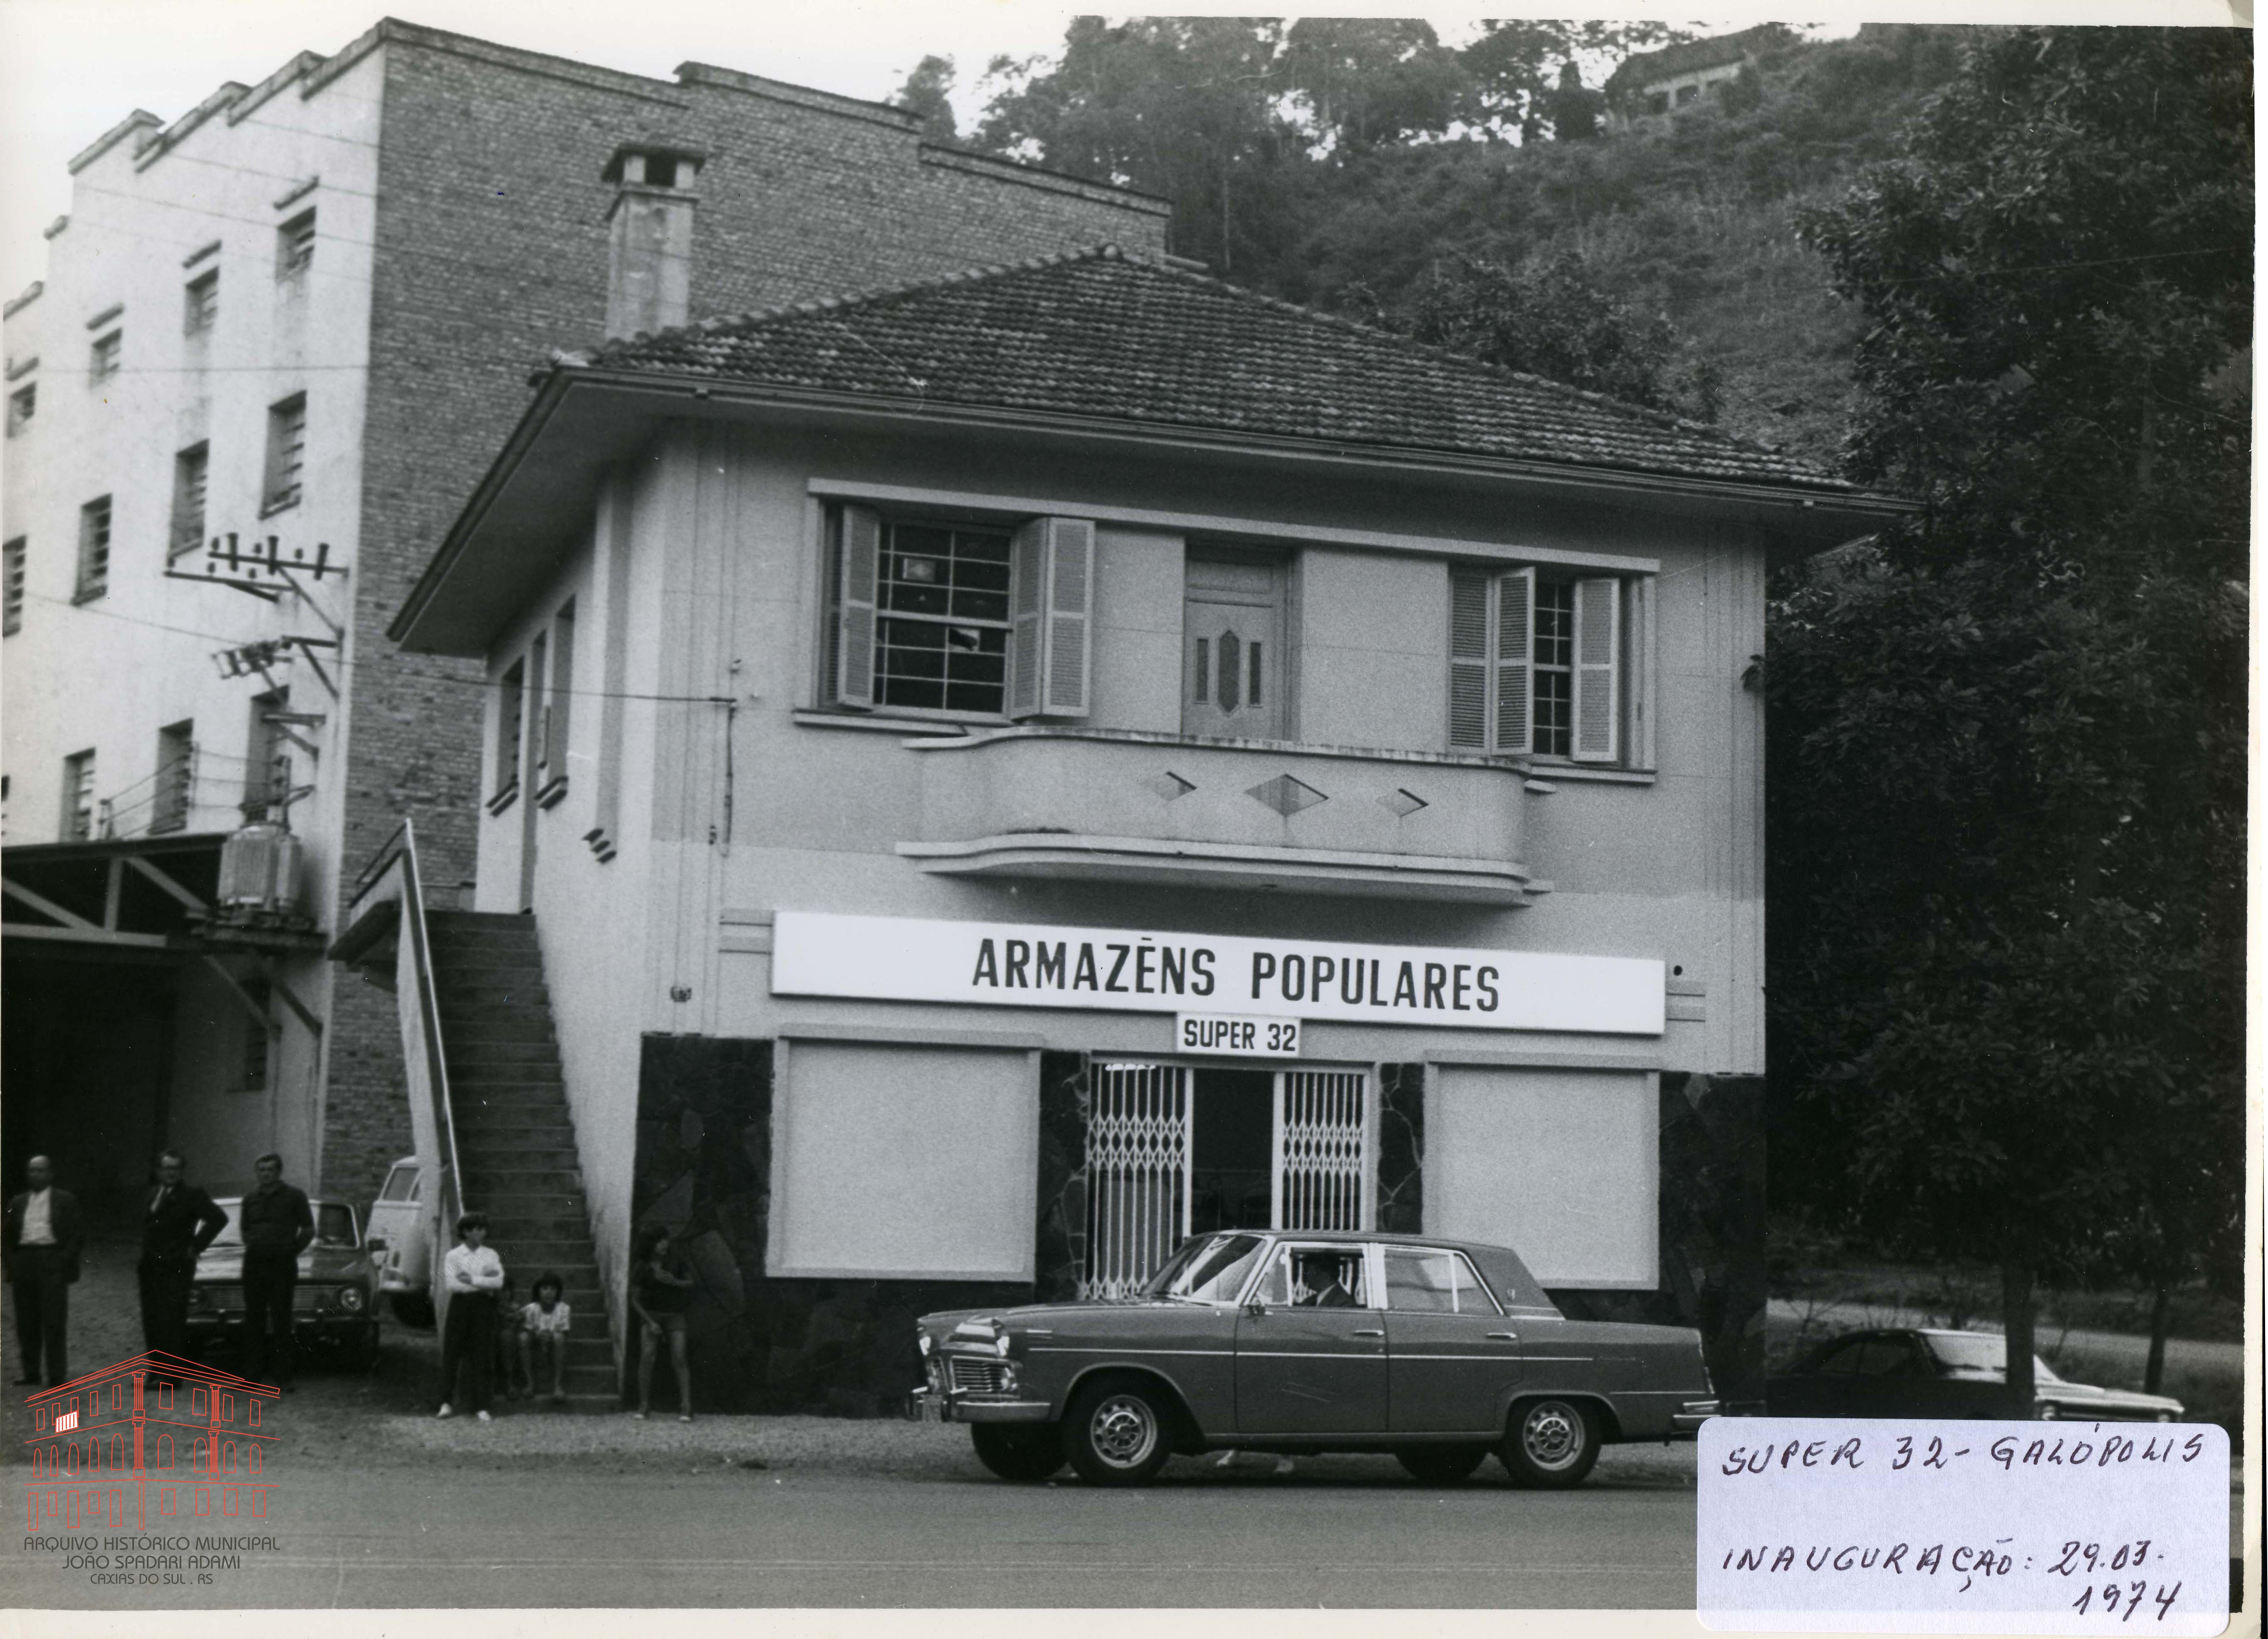 ARMAZÉNS POPULARES
SUPER 32
SUPER 32 - GALÓPOLIS
INAUGURAÇÃO: 29.03.
1974
ARQUIVO HISTÓRICO MUNICIPAL
JOÃO SPADARI ADAMI
CAXIAS DO SUL . RS